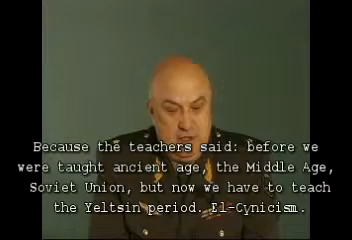 Because the teachers said: before we
were taught ancient age, the Middle Age,
Soviet Union, but now we have to teach
the Yeltsin period. El-Cynicism.